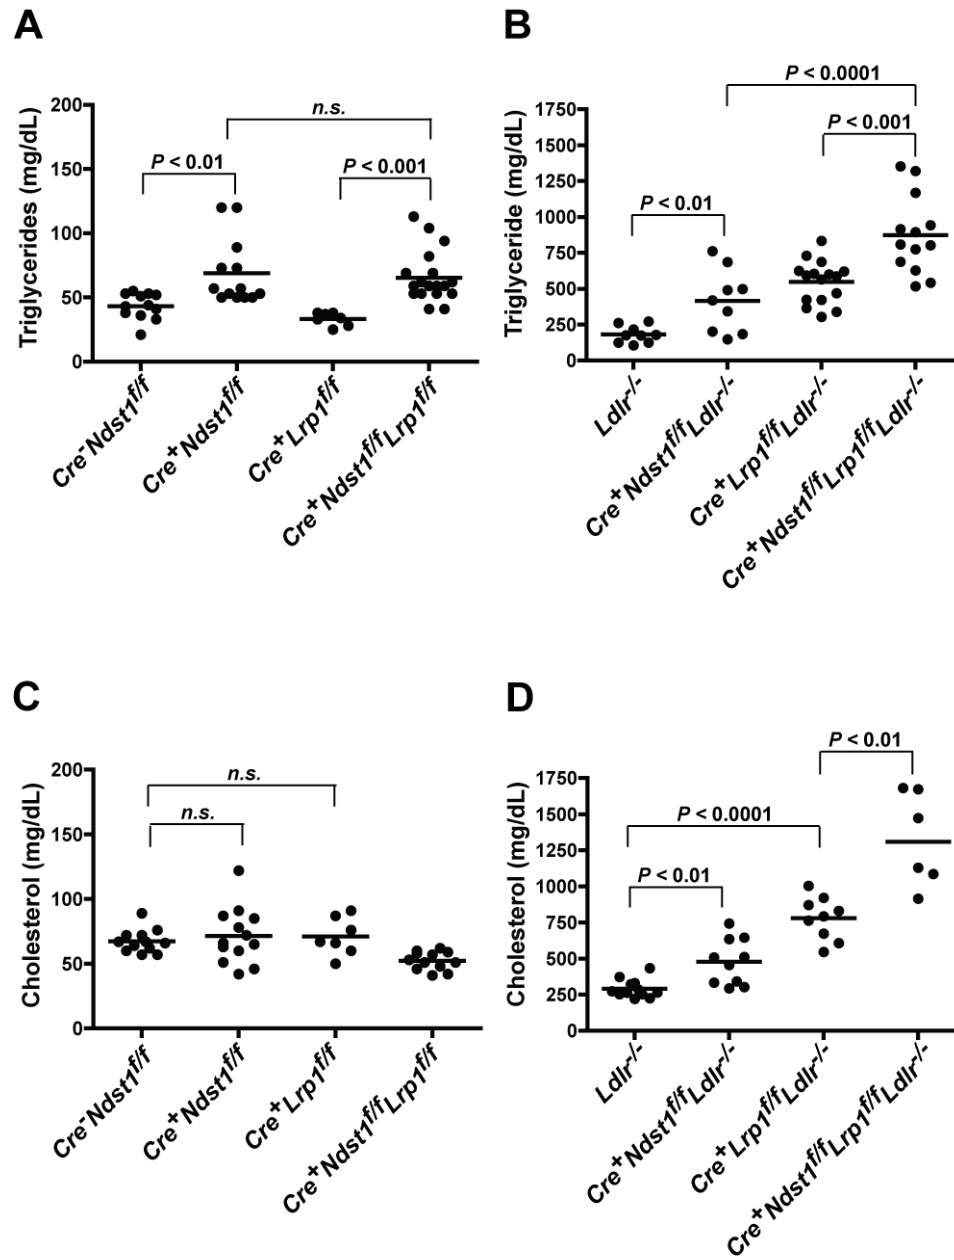 A
Triglycerides (mg/dL)
200
150
100
50
0
P < 0.01
n.s.
P < 0.001
Cre⁻Ndst1f/f
Cre⁺Ndst1f/f
Cre⁺Lrp1f/f
Cre⁺Ndst1f/fLrp1f/f
B
Triglyceride (mg/dL)
1750
1500
1250
1000
750
500
250
0
P < 0.0001
P < 0.001
P < 0.01
Ldlr-/-
Cre⁺Ndst1f/fLdlr-/-
Cre⁺Lrp1f/fLdlr-/-
Cre⁺Ndst1f/fLrp1f/fLdlr-/-
C
Cholesterol (mg/dL)
200
150
100
50
0
n.s.
n.s.
Cre⁻Ndst1f/f
Cre⁺Ndst1f/f
Cre⁺Lrp1f/f
Cre⁺Ndst1f/fLrp1f/f
D
Cholesterol (mg/dL)
1750
1500
1250
1000
750
500
250
0
P < 0.01
P < 0.0001
P < 0.01
Ldlr-/-
Cre⁺Ndst1f/fLdlr-/-
Cre⁺Lrp1f/fLdlr-/-
Cre⁺Ndst1f/fLrp1f/fLdlr-/-